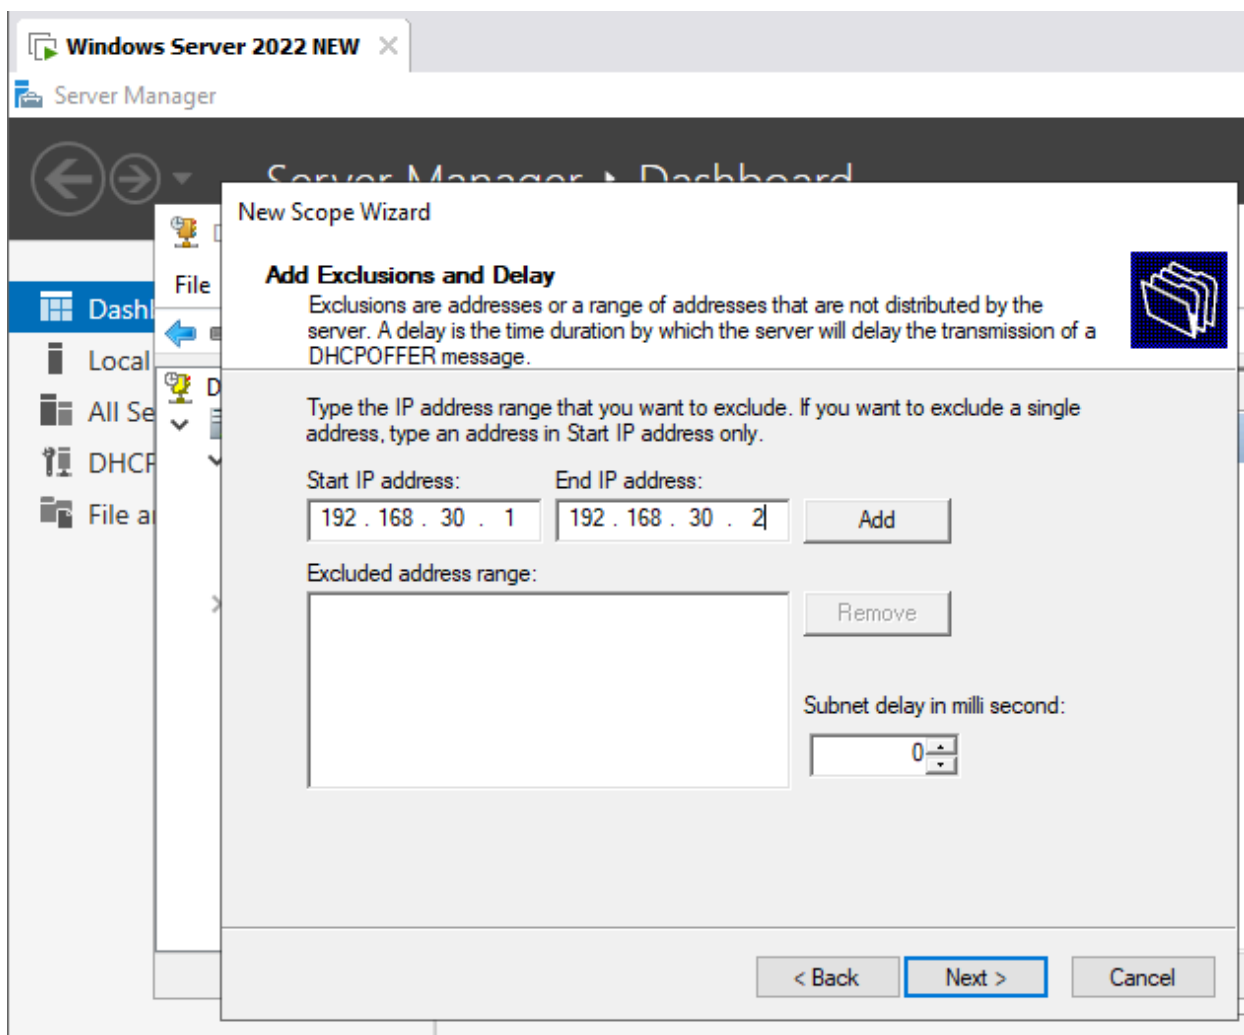 Windows Server 2022 NEW
Server Manager
Server Manager Dashboard
New Scope Wizard
File
Add Exclusions and Delay
Exclusions are addresses or a range of addresses that are not distributed by the
server. A delay is the time duration by which the server will delay the transmission of a
DHCPOFFER message.
Dashl
Local
All Se
DHCP
File a
D
Type the IP address range that you want to exclude. If you want to exclude a single
address, type an address in Start IP address only.
Start IP address: End IP address:
192 . 168 . 30 . 1 192 . 168 . 30 . 2 Add
Excluded address range:
Remove
Subnet delay in milli second:
0
< Back Next > Cancel